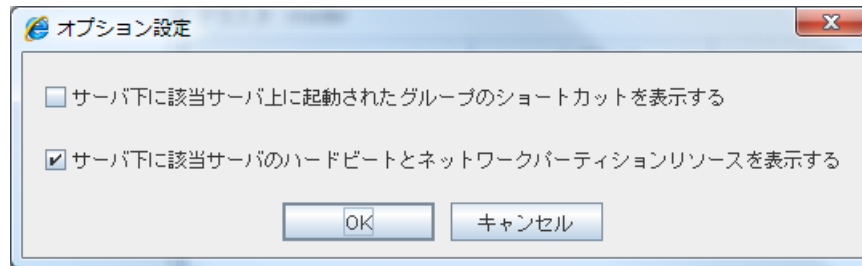 オプション設定
サーバ下に該当サーバ上に起動されたグループのショートカットを表示する
サーバ下に該当サーバのハードビートとネットワークパーティションリソースを表示する
OK キャンセル